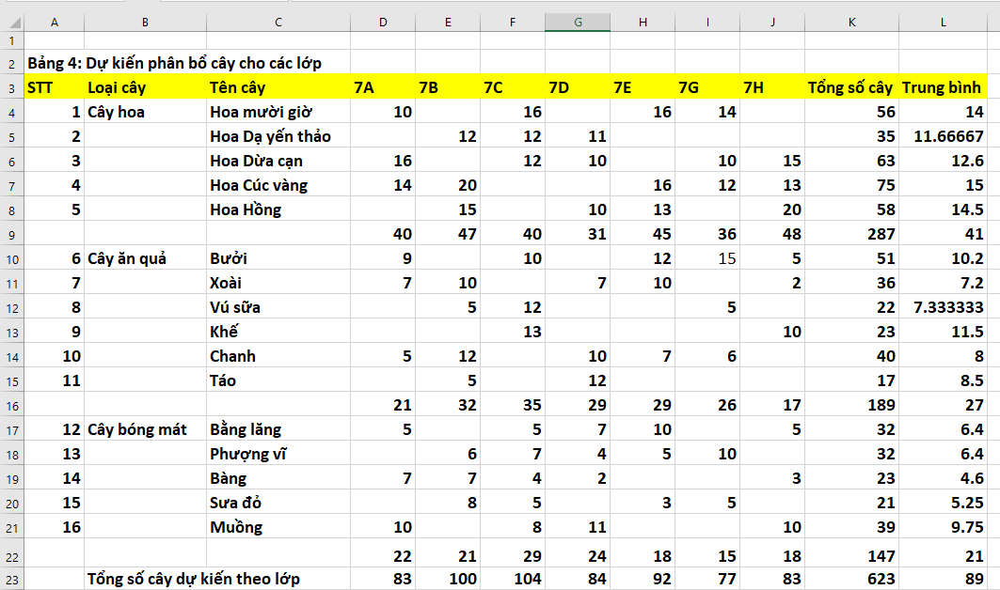 A B C D E F G H I J K L
1
2 Bảng 4: Dự kiến phân bổ cây cho các lớp
3 STT Loại cây Tên cây 7A 7B 7C 7D 7E 7G 7H Tổng số cây Trung bình
4 1 Cây hoa Hoa mười giờ 10 16 16 14 56 14
5 2 Hoa Dạ yến thảo 12 12 11 35 11.66667
6 3 Hoa Dừa cạn 16 12 10 10 15 63 12.6
7 4 Hoa Cúc vàng 14 20 16 12 13 75 15
8 5 Hoa Hồng 15 10 13 20 58 14.5
9 40 47 40 31 45 36 48 287 41
10 6 Cây ăn quả Bưởi 9 10 12 15 5 51 10.2
11 7 Xoài 7 10 7 10 2 36 7.2
12 8 Vú sữa 5 12 5 22 7.333333
13 9 Khế 13 10 23 11.5
14 10 Chanh 5 12 10 7 6 40 8
15 11 Táo 5 12 17 8.5
16 21 32 35 29 29 26 17 189 27
17 12 Cây bóng mát Bằng lăng 5 5 7 10 5 32 6.4
18 13 Phượng vĩ 6 7 4 5 10 32 6.4
19 14 Bàng 7 7 4 2 3 23 4.6
20 15 Sưa đỏ 8 5 3 5 21 5.25
21 16 Muồng 10 8 11 10 39 9.75
22 22 21 29 24 18 15 18 147 21
23 Tổng số cây dự kiến theo lớp 83 100 104 84 92 77 83 623 89